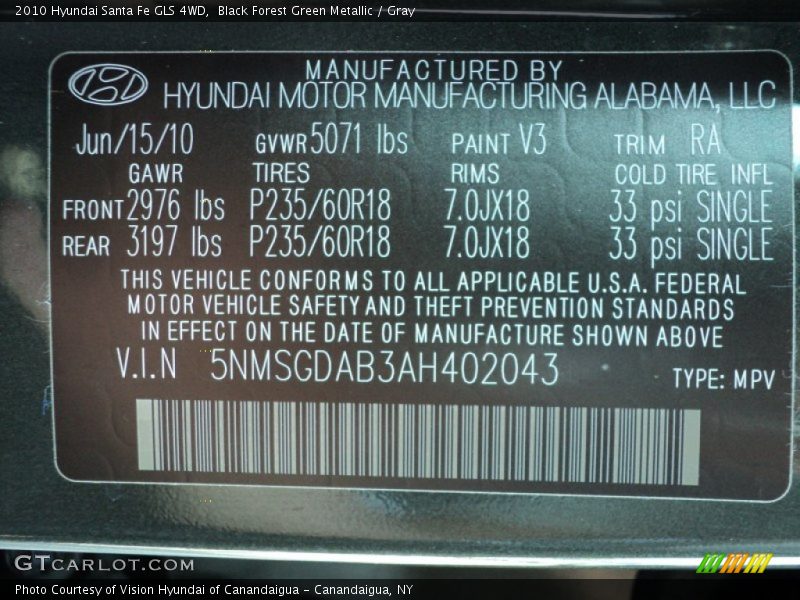 2010 Hyundai Santa Fe GLS 4WD,  Black Forest Green Metallic / Gray
MANUFACTURED BY
HYUNDAI MOTOR MANUFACTURING ALABAMA, LLC
Jun/15/10 GVWR 5071 lbs PAINT V3 TRIM RA
GAWR TIRES RIMS COLD TIRE INFL
FRONT 2976 lbs P235/60R18 7.0JX18 33 psi SINGLE
REAR 3197 lbs P235/60R18 7.0JX18 33 psi SINGLE
THIS VEHICLE CONFORMS TO ALL APPLICABLE U.S.A. FEDERAL
MOTOR VEHICLE SAFETY AND THEFT PREVENTION STANDARDS
IN EFFECT ON THE DATE OF MANUFACTURE SHOWN ABOVE
V.I.N 5NMSGDAB3AH402043 TYPE: MPV
GTCARLOT.COM
Photo Courtesy of Vision Hyundai of Canandaigua - Canandaigua, NY